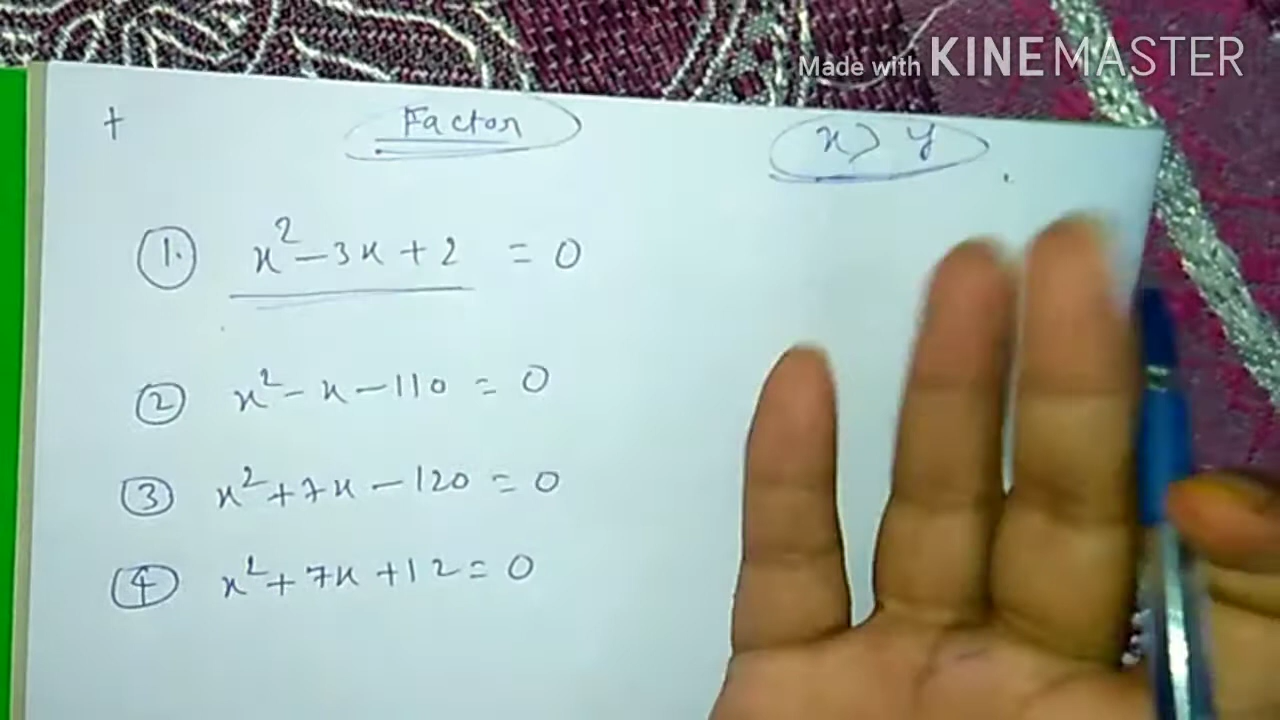 Made with KINEMASTER
+ Factor x > y
① x² - 3x + 2 = 0
② x² - x - 110 = 0
③ x² + 7x - 120 = 0
④ x² + 7x + 12 = 0